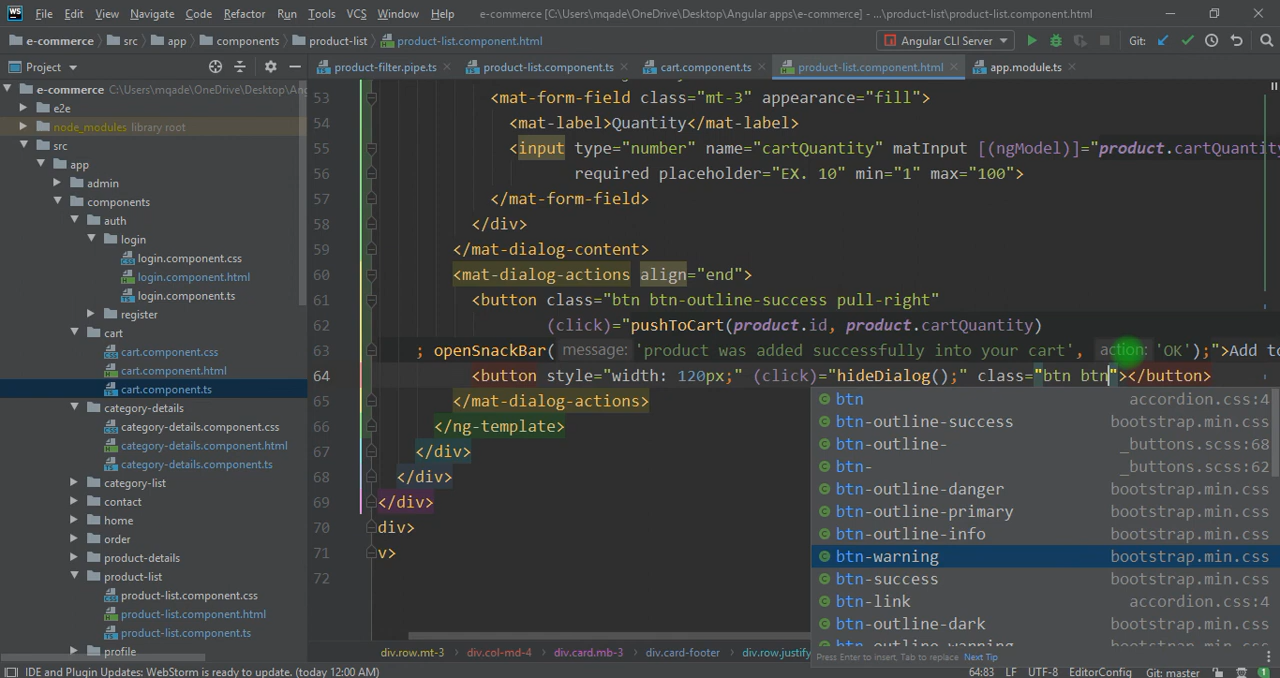 WS File Edit View Navigate Code Refactor Run Tools VCS Window Help e-commerce [C:\Users\mqade\OneDrive\Desktop\Angular apps\e-commerce] - ...\product-list\product-list.component.html
e-commerce src app components product-list product-list.component.html Angular CLI Server Git:
Project product-filter.pipe.ts product-list.component.ts cart.component.ts product-list.component.html app.module.ts
e-commerce C:\Users\mqade\OneDrive\Desktop\An
e2e
node_modules library root
src
app
admin
components
auth
login
login.component.css
login.component.html
login.component.ts
register
cart
cart.component.css
cart.component.html
cart.component.ts
category-details
category-details.component.css
category-details.component.html
category-details.component.ts
category-list
contact
home
order
product-details
product-list
product-list.component.css
product-list.component.html
product-list.component.ts
profile
53 <mat-form-field class="mt-3" appearance="fill">
54 <mat-label>Quantity</mat-label>
55 <input type="number" name="cartQuantity" matInput [(ngModel)]="product.cartQuantity
56 required placeholder="EX. 10" min="1" max="100">
57 </mat-form-field>
58 </div>
59 </mat-dialog-content>
60 <mat-dialog-actions align="end">
61 <button class="btn btn-outline-success pull-right"
62 (click)="pushToCart(product.id, product.cartQuantity)
63 ; openSnackBar( message: 'product was added successfully into your cart', action: 'OK');">Add to
64 <button style="width: 120px;" (click)="hideDialog();" class="btn btn"></button>
65 </mat-dialog-actions>
66 </ng-template>
67 </div>
68 </div>
69 </div>
70 div>
71 v>
72
btn accordion.css:4
btn-outline-success bootstrap.min.css
btn-outline- _buttons.scss:68
btn- _buttons.scss:62
btn-outline-danger bootstrap.min.css
btn-outline-primary bootstrap.min.css
btn-outline-info bootstrap.min.css
btn-warning bootstrap.min.css
btn-success bootstrap.min.css
btn-link accordion.css:4
btn-outline-dark bootstrap.min.css
btn-outline-warning bootstrap.min.css
Press Enter to insert, Tab to replace Next Tip
div.row.mt-3 div.col-md-4 div.card.mb-3 div.card-footer div.row.justify
IDE and Plugin Updates: WebStorm is ready to update. (today 12:00 AM) 64:83 LF UTF-8 EditorConfig Git: master 1